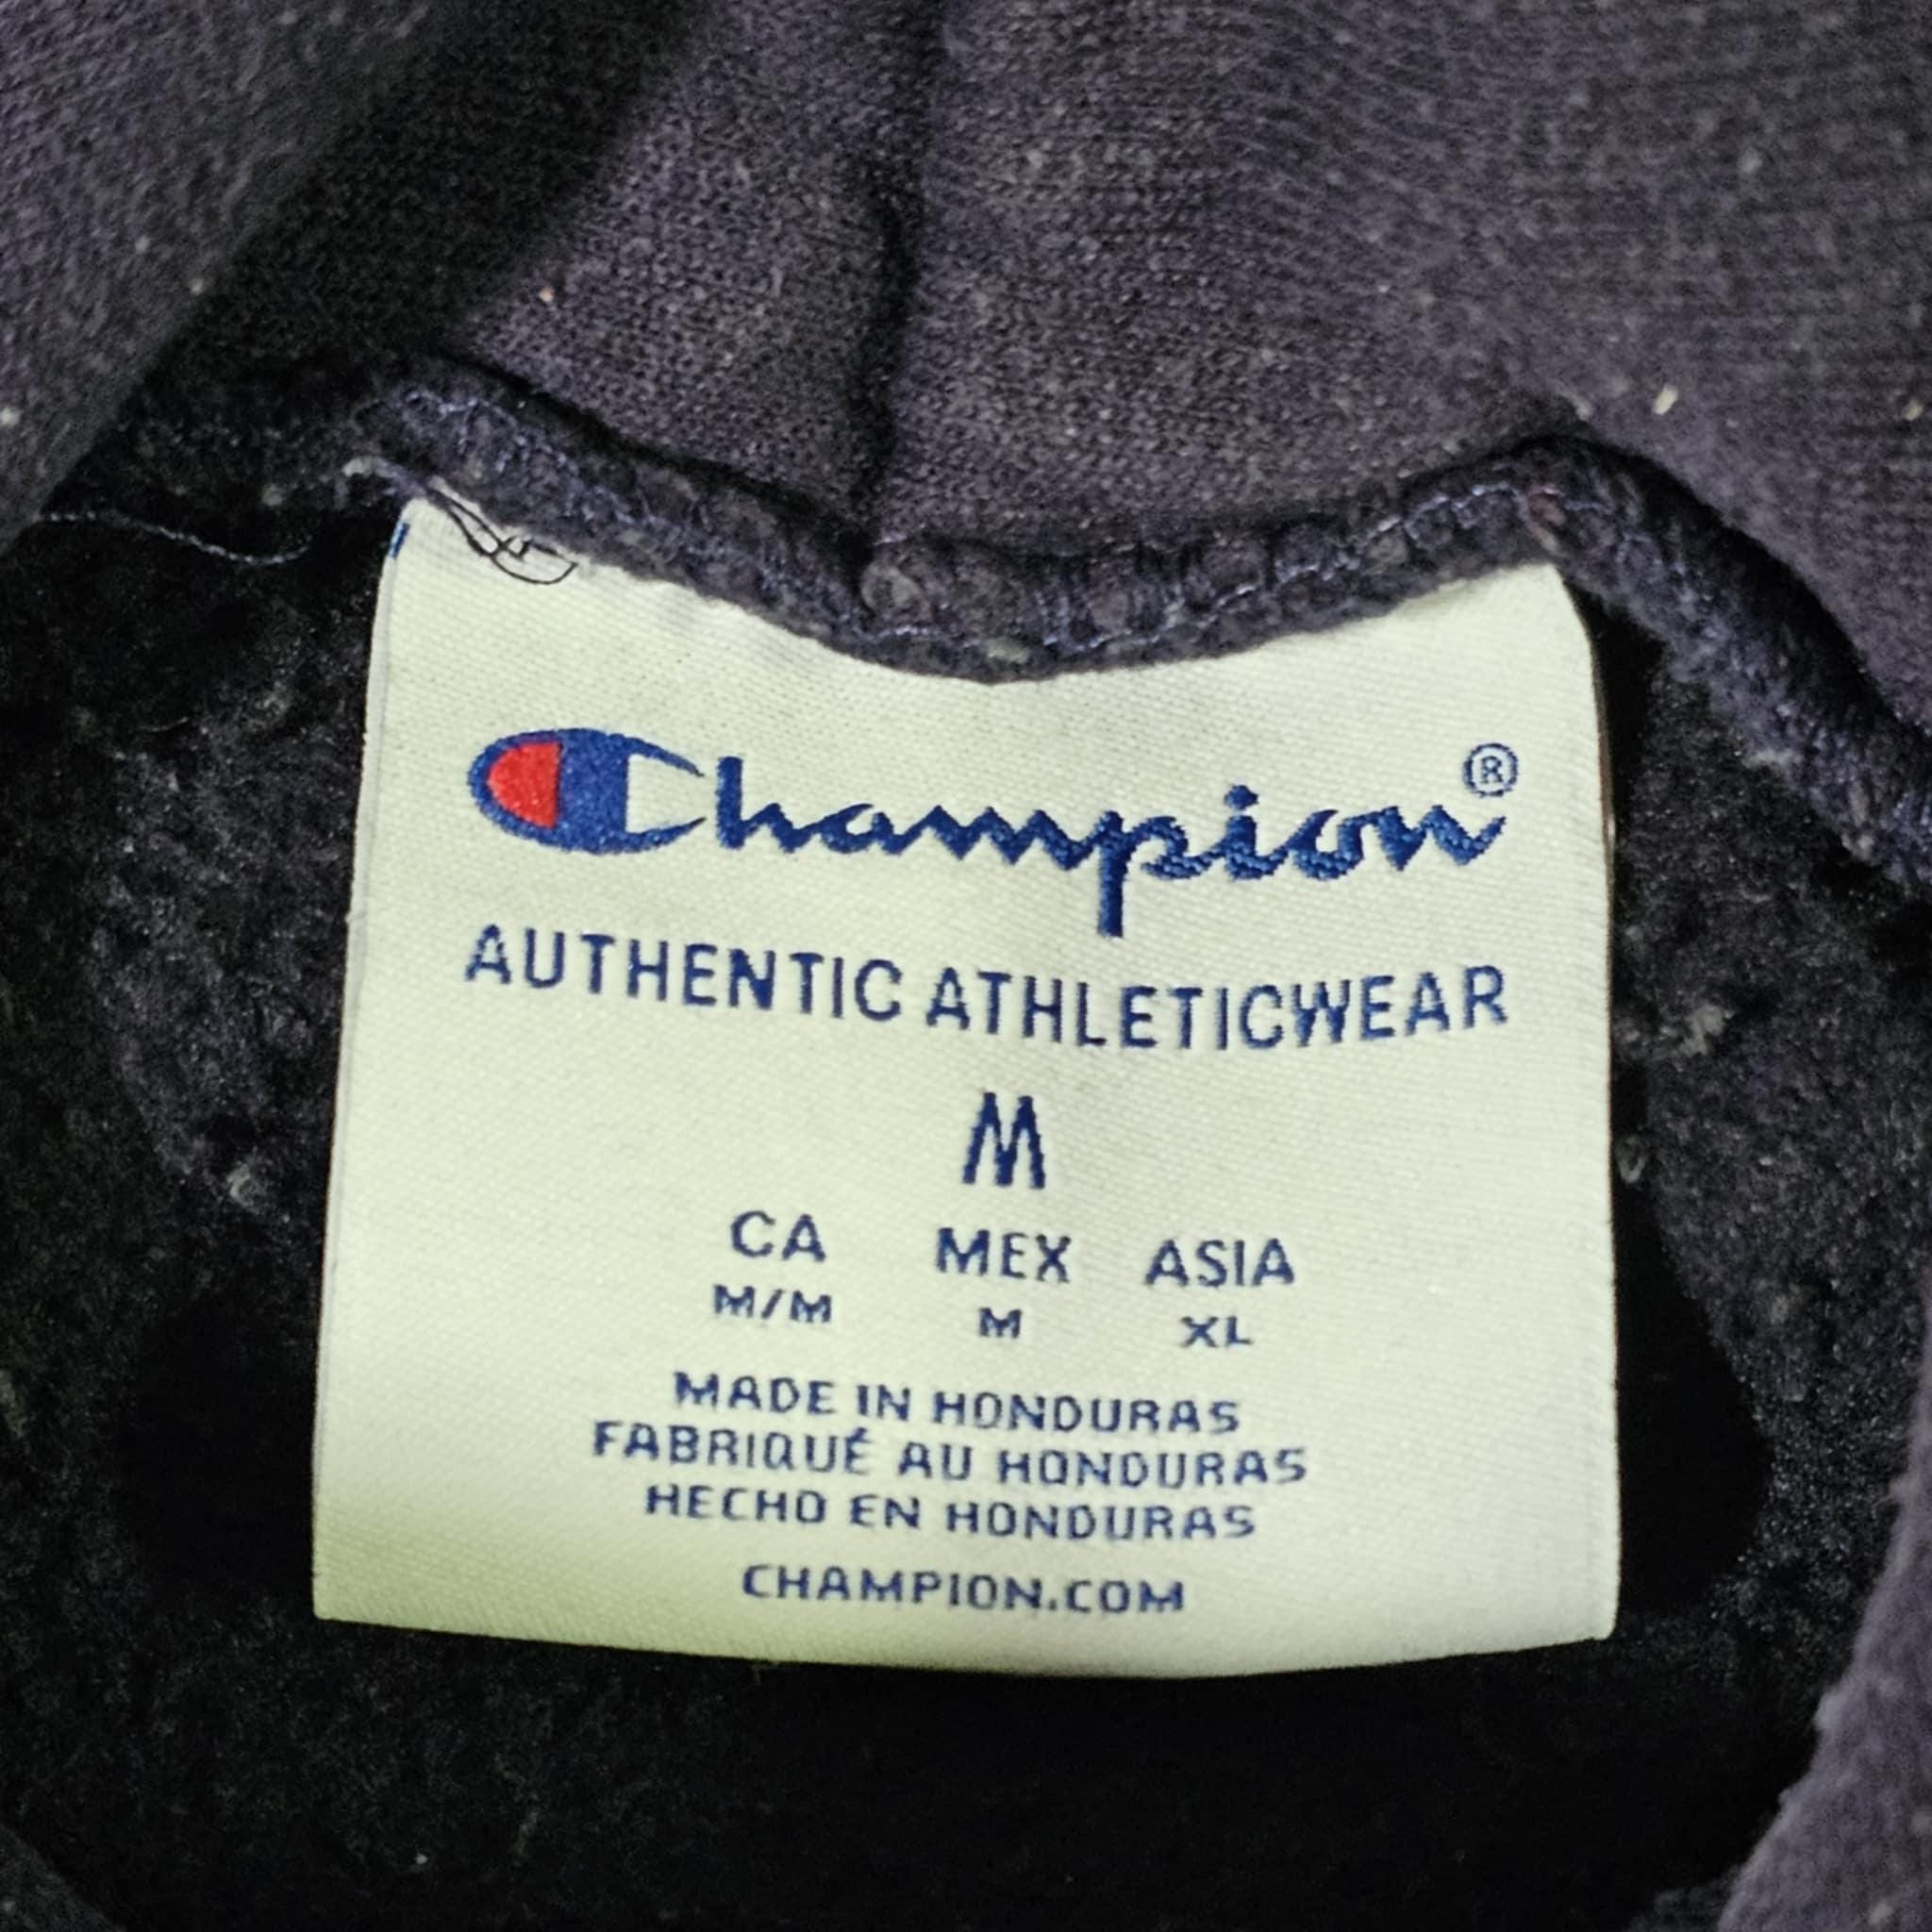 Champion®
AUTHENTIC ATHLETICWEAR
M
CA MEX ASIA
M/M M XL
MADE IN HONDURAS
FABRIQUÉ AU HONDURAS
HECHO EN HONDURAS
CHAMPION.COM